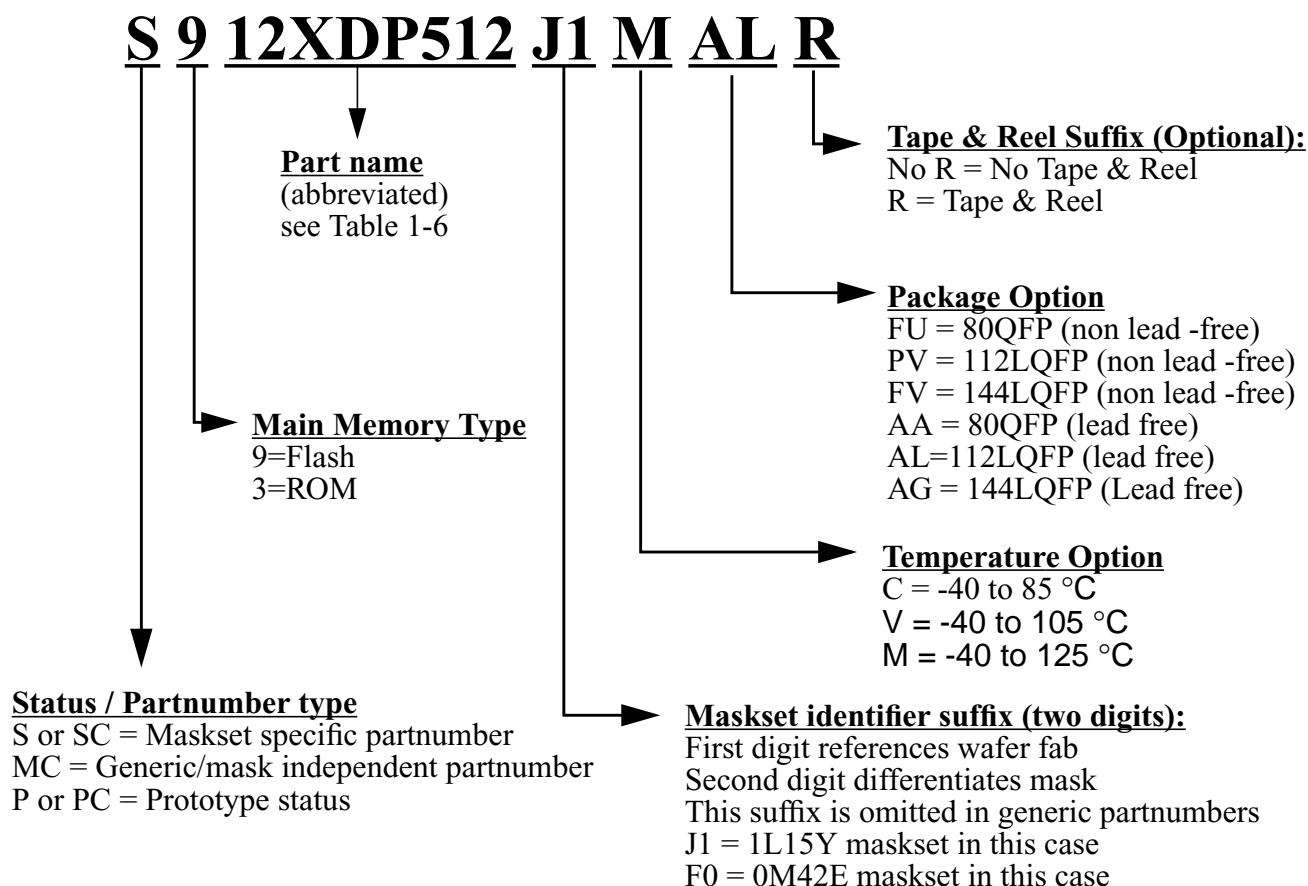 S 9 12XDP512 J1 M AL R
Tape & Reel Suffix (Optional):
No R = No Tape & Reel
R = Tape & Reel
Part name
(abbreviated)
see Table 1-6
Package Option
FU = 80QFP (non lead -free)
PV = 112LQFP (non lead -free)
FV = 144LQFP (non lead -free)
AA = 80QFP (lead free)
AL=112LQFP (lead free)
AG = 144LQFP (Lead free)
Main Memory Type
9=Flash
3=ROM
Temperature Option
C = -40 to 85 °C
V = -40 to 105 °C
M = -40 to 125 °C
Status / Partnumber type
S or SC = Maskset specific partnumber
MC = Generic/mask independent partnumber
P or PC = Prototype status
Maskset identifier suffix (two digits):
First digit references wafer fab
Second digit differentiates mask
This suffix is omitted in generic partnumbers
J1 = 1L15Y maskset in this case
F0 = 0M42E maskset in this case